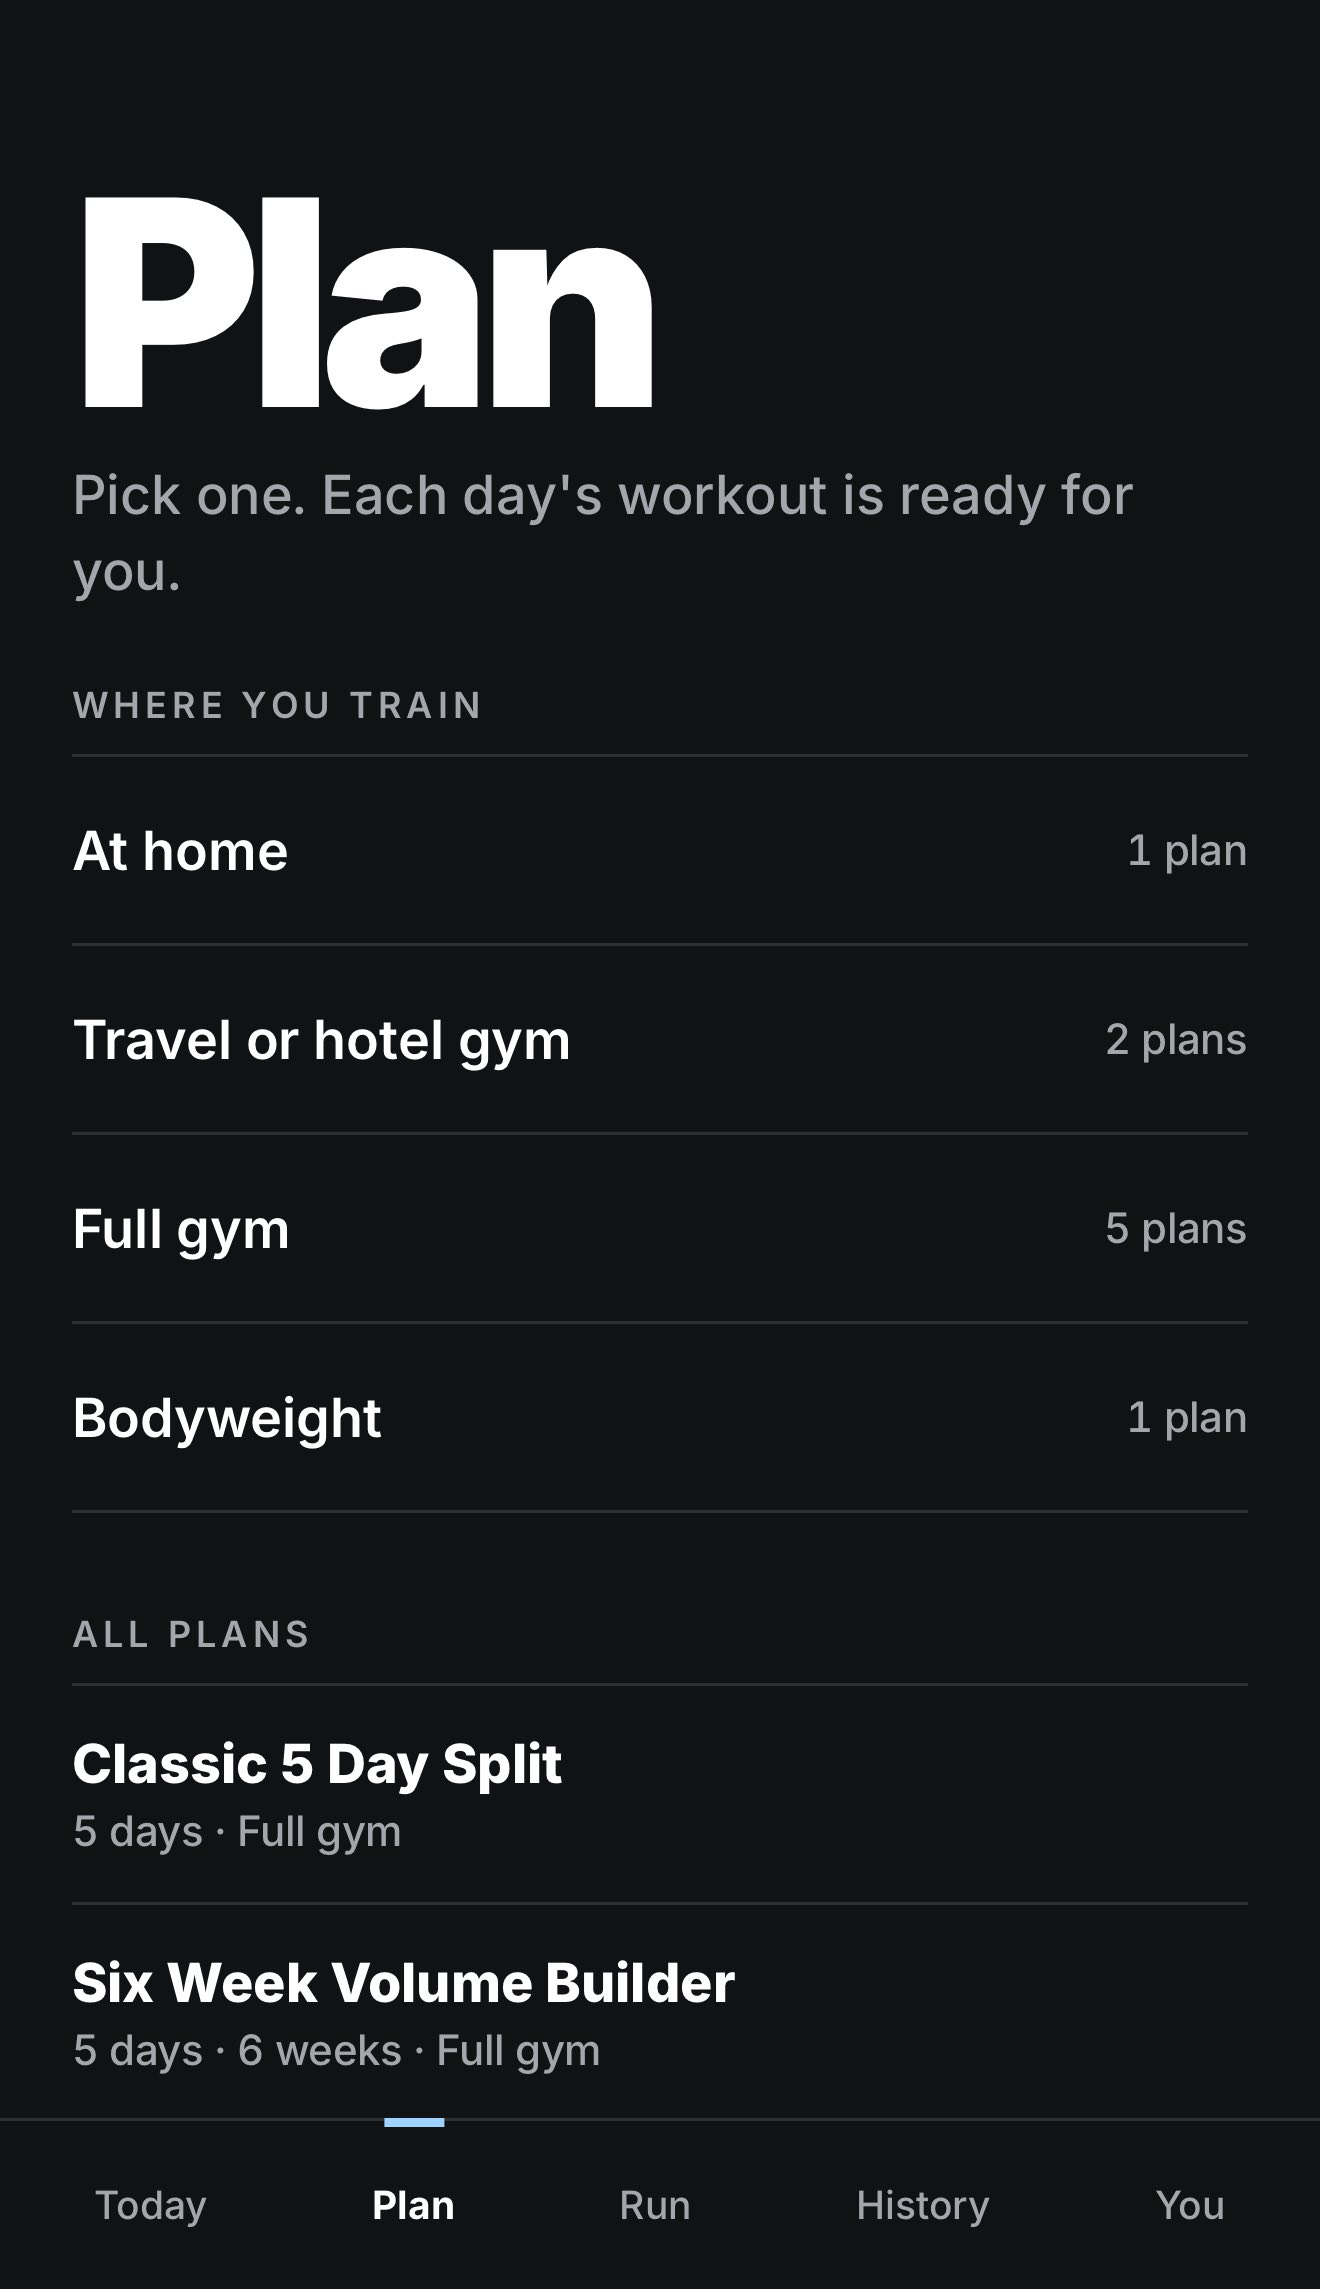 Plan
Pick one. Each day's workout is ready for
you.
WHERE YOU TRAIN
At home
1 plan
Travel or hotel gym
2 plans
Full gym
5 plans
Bodyweight
1 plan
ALL PLANS
Classic 5 Day Split
5 days · Full gym
Six Week Volume Builder
5 days · 6 weeks · Full gym
Today
Plan
Run
History
You